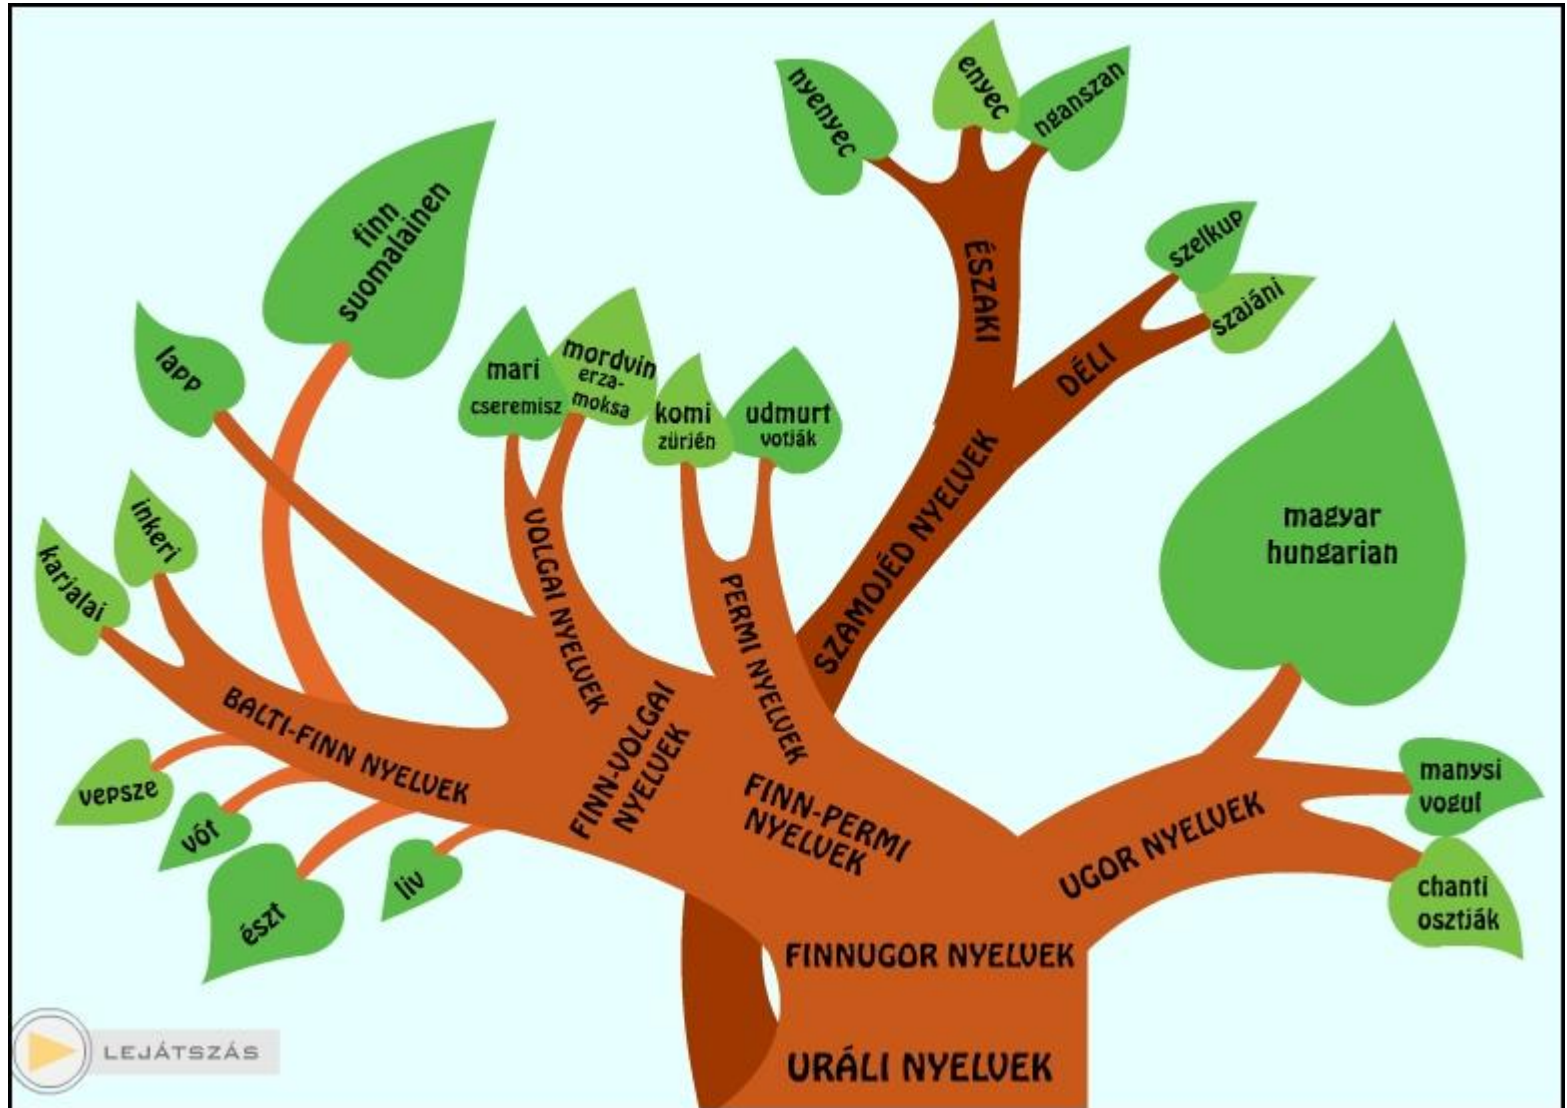 nyenyec
enyec
nganszan
szelkup
szajáni
ÉSZAKI
DÉLI
SZAMOJÉD NYELVEK
finn
suomalainen
lapp
mari
cseremisz
mordvin
erza-
moksa
komi
zürjén
udmurt
votják
inkeri
karjalai
VOLGAI NYELVEK
PERMI NYELVEK
magyar
hungarian
BALTI-FINN NYELVEK
FINN-VOLGAI
NYELVEK
FINN-PERMI
NYELVEK
UGOR NYELVEK
manysi
vogul
chanti
osztják
vepsze
vót
észt
liv
FINNUGOR NYELVEK
URÁLI NYELVEK
LEJÁTSZÁS